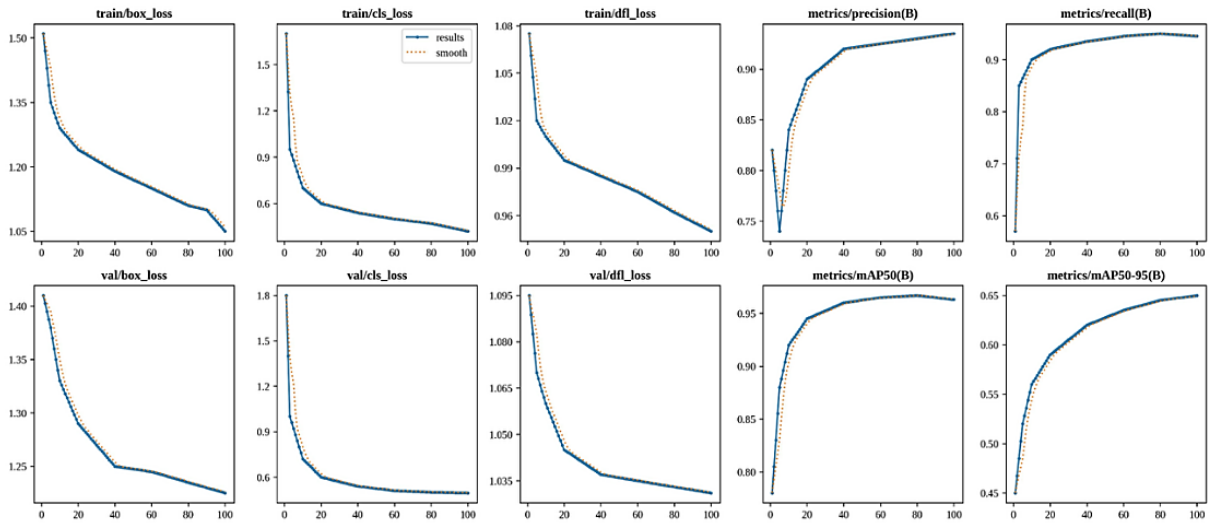 train/box_loss
1.50
1.35
1.20
1.05
0 20 40 60 80 100
train/cls_loss
results
smooth
1.5
1.2
0.9
0.6
0 20 40 60 80 100
train/dfl_loss
1.08
1.05
1.02
0.99
0.96
0 20 40 60 80 100
metrics/precision(B)
0.90
0.85
0.80
0.75
0 20 40 60 80 100
metrics/recall(B)
0.9
0.8
0.7
0.6
0 20 40 60 80 100
val/box_loss
1.40
1.35
1.30
1.25
0 20 40 60 80 100
val/cls_loss
1.8
1.5
1.2
0.9
0.6
0 20 40 60 80 100
val/dfl_loss
1.095
1.080
1.065
1.050
1.035
0 20 40 60 80 100
metrics/mAP50(B)
0.95
0.90
0.85
0.80
0 20 40 60 80 100
metrics/mAP50-95(B)
0.65
0.60
0.55
0.50
0.45
0 20 40 60 80 100